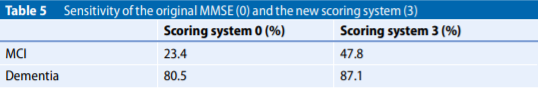 Table 5 Sensitivity of the original MMSE (0) and the new scoring system (3)
Scoring system 0 (%) Scoring system 3 (%)
MCI 23.4 47.8
Dementia 80.5 87.1